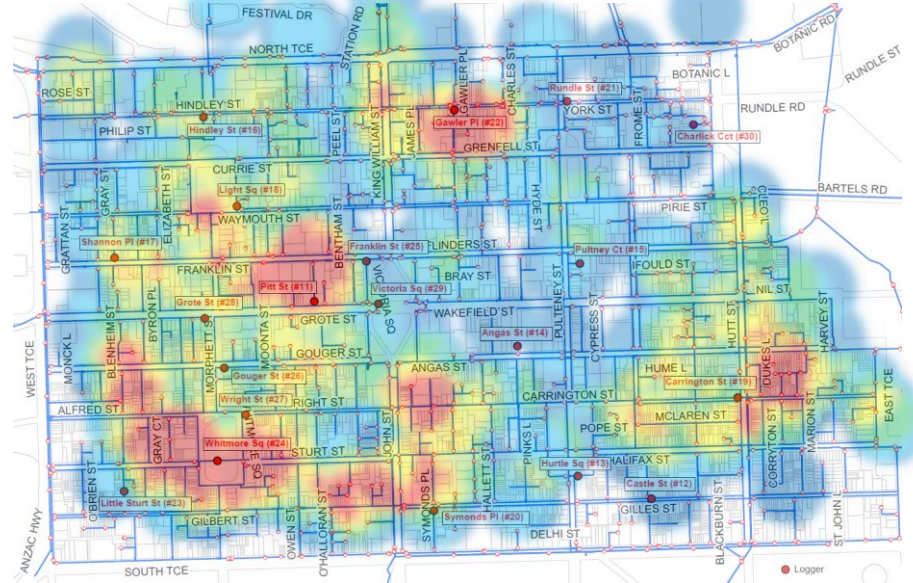 FESTIVAL DR
STATION RD
BOTANIC RD
NORTH TCE
GAWLER PL
CHARLES ST
RUNDLE ST
BOTANIC L
ROSE ST
Rundle St (#21)
HINDLEY ST
YORK ST
RUNDLE RD
Hindley St (#16)
PHILIP ST
PEEL ST
KING WILLIAM ST
JAMES PL
Gawler Pl (#22)
FROME ST
Charlick Cct (#30)
GRENFELL ST
CURRIE ST
GRAY ST
ELIZABETH ST
Light Sq (#18)
HYDE ST
BARTELS RD
GRATTAN ST
WAYMOUTH ST
PIRIE ST
Shannon Pl (#17)
BENTHAM ST
Franklin St (#25)
FLINDERS ST
Pultney Ct (#15)
FRANKLIN ST
BRAY ST
IFOULD ST
Pitt St (#11)
Victoria Sq (#29)
NIL ST
Grote St (#28)
GROTE ST
WAKEFIELD ST
BYRON PL
BLENHEIM ST
MORPHETT ST
MOONTA ST
PULTENEY ST
CYPRESS ST
HUTT ST
HARVEY ST
Angas St (#14)
MONCK L
WEST TCE
GOUGER ST
ANGAS ST
HUME L
DUKES L
Gouger St (#26)
Carrington St (#19)
Wright St (#27)
CARRINGTON ST
EAST TCE
ALFRED ST
RIGHT ST
MCLAREN ST
GRAY CT
JOHN ST
POPE ST
Whitmore Sq (#24)
STURT ST
PINKS L
HALIFAX ST
CORRYTON ST
MARION ST
Hurtle Sq (#13)
Castle St (#12)
Little Sturt St (#23)
O'BRIEN ST
SYMONDS PL
HALLETT ST
Symonds Pl (#20)
GILLES ST
GILBERT ST
OWEN ST
O'HALLORAN ST
DELHI ST
BLACKBURN ST
ST JOHN L
ANZAC HWY
SOUTH TCE
Logger